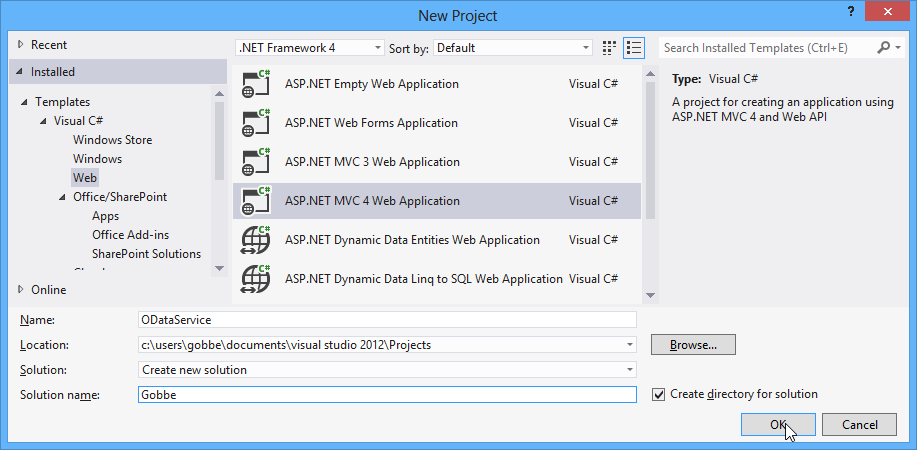 New Project
?
Recent
.NET Framework 4
Sort by:
Default
Search Installed Templates (Ctrl+E)
Installed
Templates
Visual C#
Windows Store
Windows
Web
Office/SharePoint
Apps
Office Add-ins
SharePoint Solutions
Online
C# ASP.NET Empty Web Application Visual C#
C# ASP.NET Web Forms Application Visual C#
C# ASP.NET MVC 3 Web Application Visual C#
C# ASP.NET MVC 4 Web Application Visual C#
C# ASP.NET Dynamic Data Entities Web Application Visual C#
C# ASP.NET Dynamic Data Linq to SQL Web Application Visual C#
Type: Visual C#
A project for creating an application using
ASP.NET MVC 4 and Web API
Name: ODataService
Location: c:\users\gobbe\documents\visual studio 2012\Projects
Browse...
Solution: Create new solution
Solution name: Gobbe
Create directory for solution
OK
Cancel